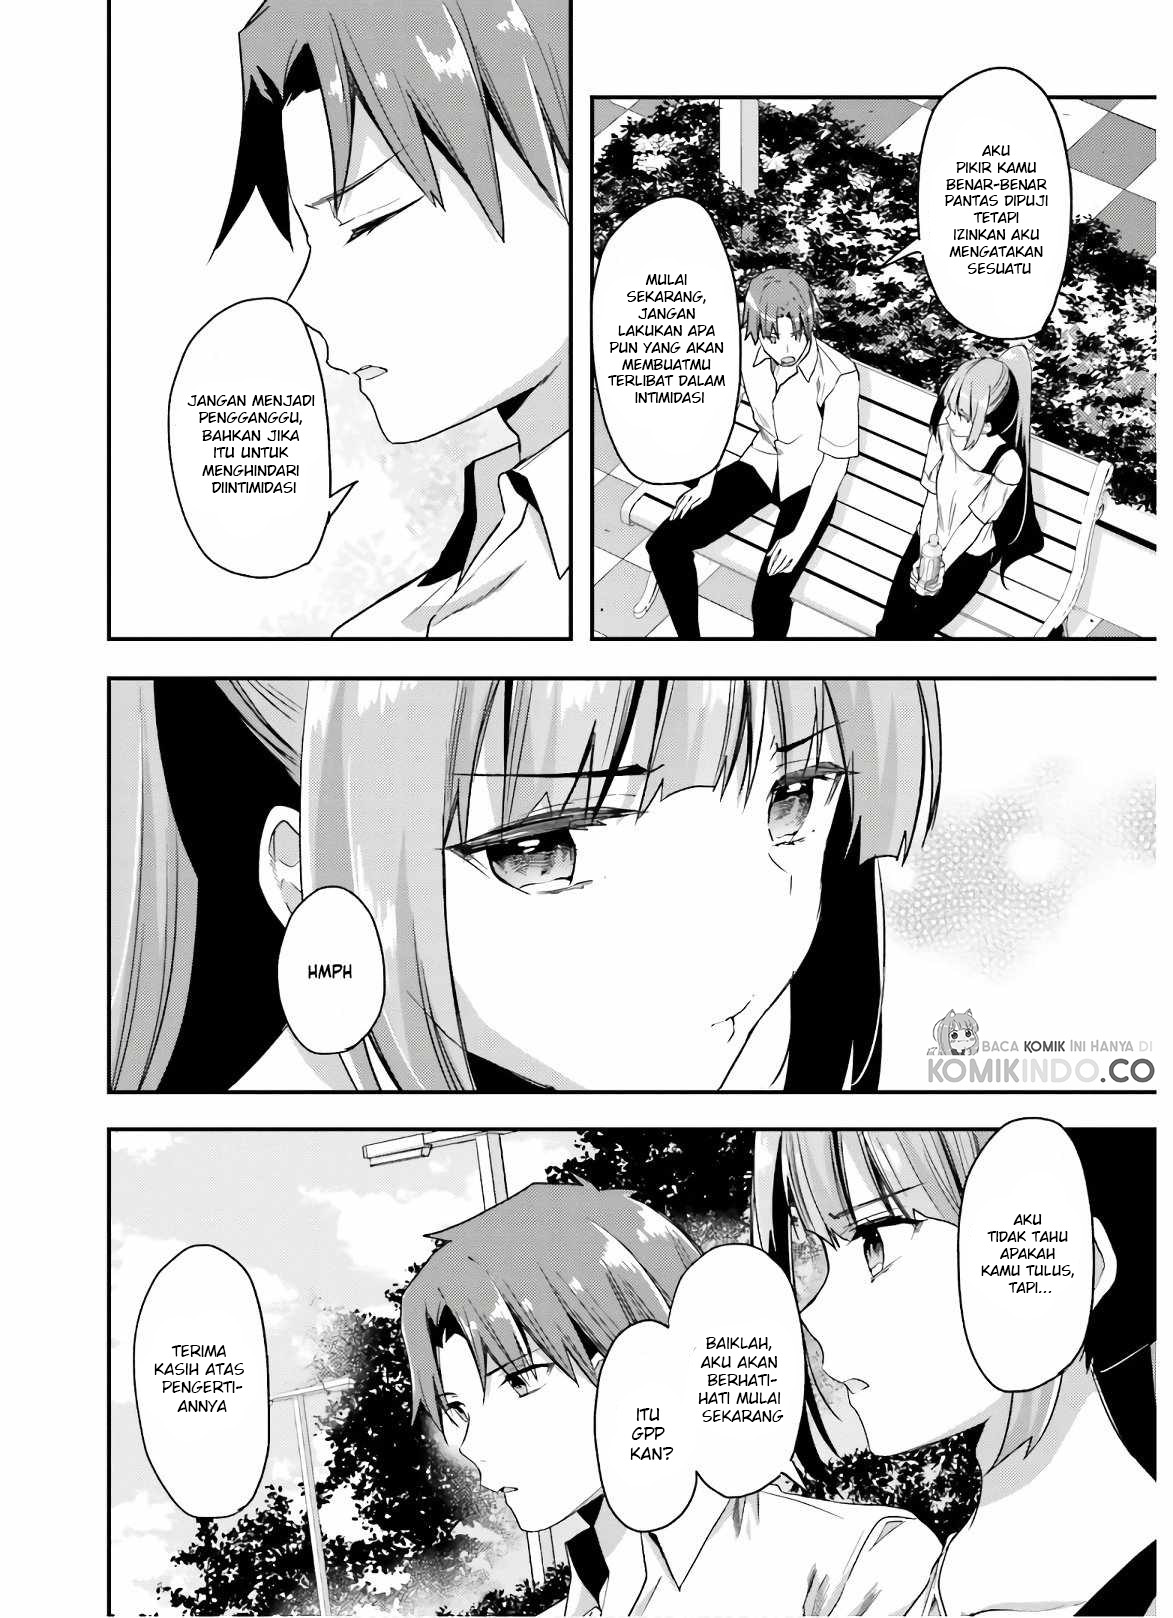 AKU
PIKIR KAMU
BENAR-BENAR
PANTAS DIPUJI
TETAPI
IZINKAN AKU
MENGATAKAN
SESUATU
MULAI
SEKARANG,
JANGAN
LAKUKAN APA
PUN YANG AKAN
MEMBUATMU
TERLIBAT DALAM
INTIMIDASI
JANGAN MENJADI
PENGGANGGU,
BAHKAN JIKA
ITU UNTUK
MENGHINDARI
DIINTIMIDASI
HMPH
BACA KOMIK INI HANYA DI
KOMIKINDO.CO
AKU
TIDAK TAHU
APAKAH
KAMU TULUS,
TAPI...
BAIKLAH,
AKU AKAN
BERHATI-
HATI MULAI
SEKARANG
ITU
GPP
KAN?
TERIMA
KASIH ATAS
PENGERTI-
ANNYA